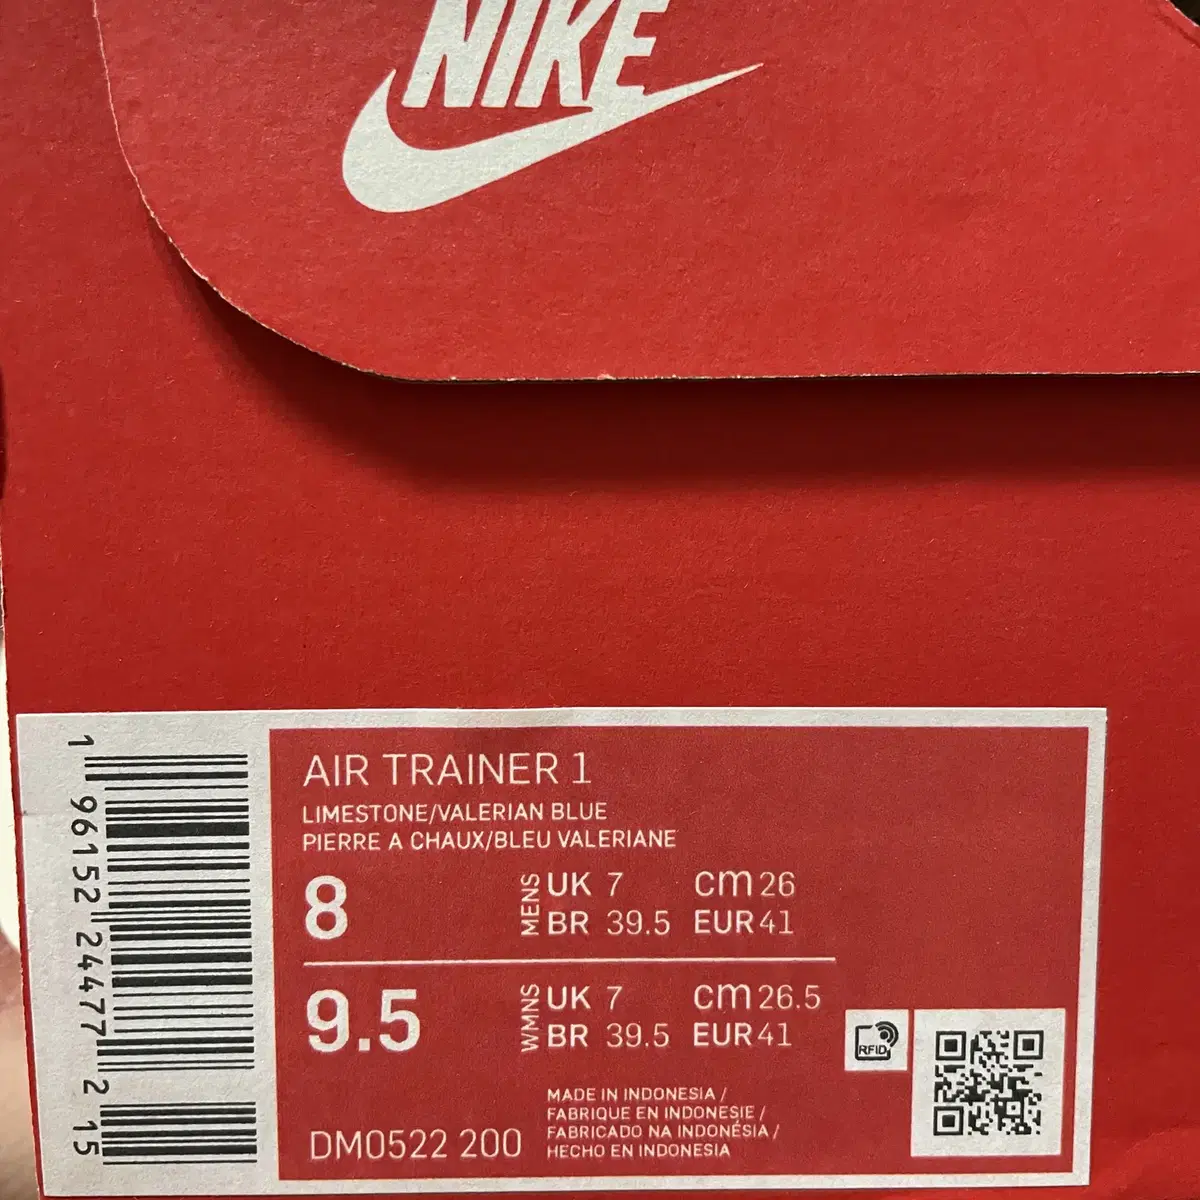 NIKE
AIR TRAINER 1
LIMESTONE/VALERIAN BLUE
PIERRE A CHAUX/BLEU VALERIANE
8 MENS UK 7 cm 26
BR 39.5 EUR 41
9.5 WMNS UK 7 cm 26.5
BR 39.5 EUR 41
RFID
MADE IN INDONESIA /
FABRIQUE EN INDONESIE /
FABRICADO NA INDONÉSIA /
HECHO EN INDONESIA
DM0522 200
1 96152 24477 2 15